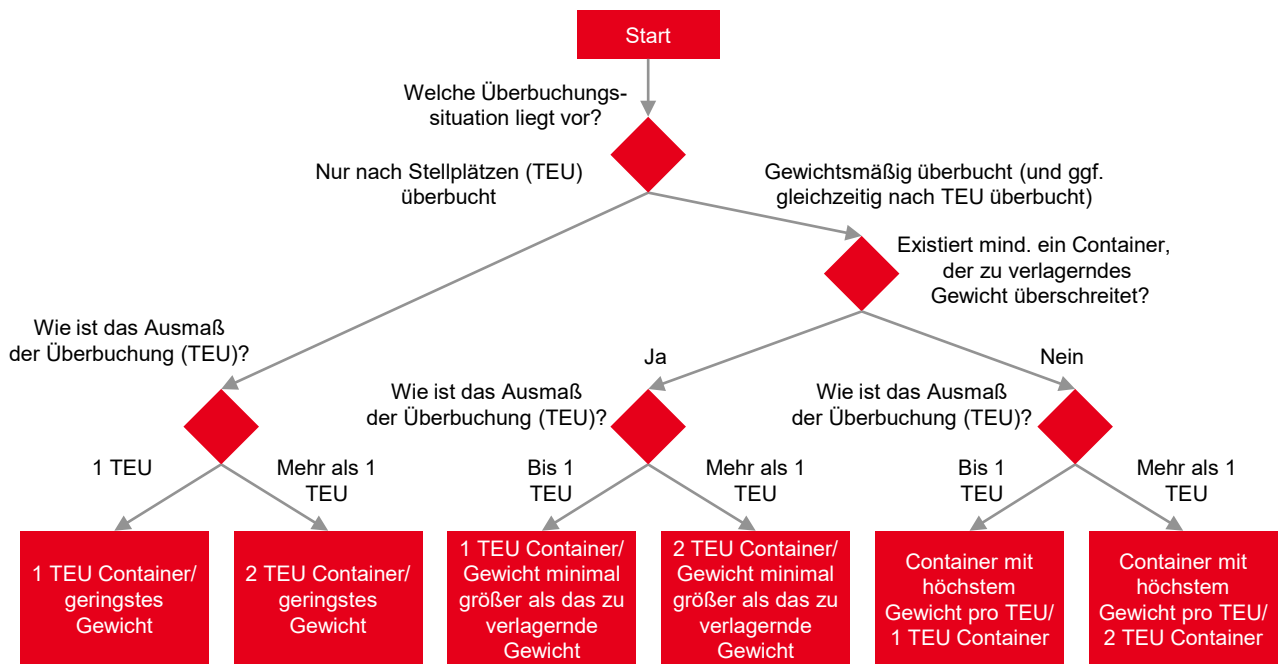 Start
Welche Überbuchungs-
situation liegt vor?
Nur nach Stellplätzen (TEU)
überbucht
Gewichtsmäßig überbucht (und ggf.
gleichzeitig nach TEU überbucht)
Existiert mind. ein Container,
der zu verlagerndes
Gewicht überschreitet?
Wie ist das Ausmaß
der Überbuchung (TEU)?
Ja
Nein
Wie ist das Ausmaß
der Überbuchung (TEU)?
Wie ist das Ausmaß
der Überbuchung (TEU)?
1 TEU
Mehr als 1
TEU
Bis 1
TEU
Mehr als 1
TEU
Bis 1
TEU
Mehr als 1
TEU
1 TEU Container/
geringstes
Gewicht
2 TEU Container/
geringstes
Gewicht
1 TEU Container/
Gewicht minimal
größer als das zu
verlagernde
Gewicht
2 TEU Container/
Gewicht minimal
größer als das zu
verlagernde
Gewicht
Container mit
höchstem
Gewicht pro TEU/
1 TEU Container
Container mit
höchstem
Gewicht pro TEU/
2 TEU Container